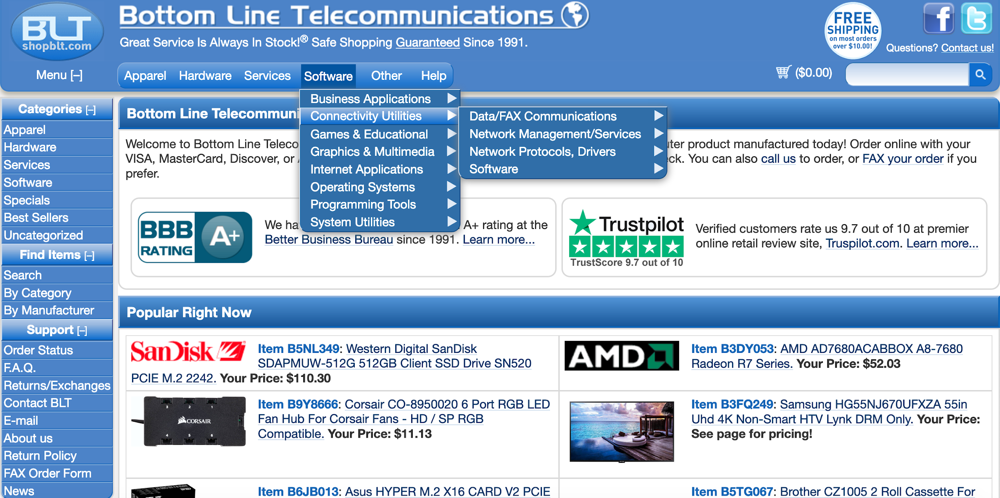 BLT
shopblt.com
Bottom Line Telecommunications
Great Service Is Always In Stock!® Safe Shopping Guaranteed Since 1991.
FREE
SHIPPING
on most orders
over $10.00!
f
t
Questions? Contact us!
Menu [–]
Apparel Hardware Services Software Other Help
($0.00)
Categories [–]
Apparel
Hardware
Services
Software
Specials
Best Sellers
Uncategorized
Find Items [–]
Search
By Category
By Manufacturer
Support [–]
Order Status
F.A.Q.
Returns/Exchanges
Contact BLT
E-mail
About us
Return Policy
FAX Order Form
News
Business Applications
Connectivity Utilities
Games & Educational
Graphics & Multimedia
Internet Applications
Operating Systems
Programming Tools
System Utilities
Data/FAX Communications
Network Management/Services
Network Protocols, Drivers
Software
Bottom Line Telecommuni
Welcome to Bottom Line Teleco uter product manufactured today! Order online with your
VISA, MasterCard, Discover, or ck. You can also call us to order, or FAX your order if you
prefer.
BBB
RATING
A+
We ha A+ rating at the
Better Business Bureau since 1991. Learn more...
Trustpilot
TrustScore 9.7 out of 10
Verified customers rate us 9.7 out of 10 at premier
online retail review site, Truspilot.com. Learn more...
Popular Right Now
SanDisk
Item B5NL349: Western Digital SanDisk
SDAPMUW-512G 512GB Client SSD Drive SN520
PCIE M.2 2242. Your Price: $110.30
AMD
Item B3DY053: AMD AD7680ACABBOX A8-7680
Radeon R7 Series. Your Price: $52.03
3 2 1
CORSAIR
4 5 6
Item B9Y8666: Corsair CO-8950020 6 Port RGB LED
Fan Hub For Corsair Fans - HD / SP RGB
Compatible. Your Price: $11.13
Item B3FQ249: Samsung HG55NJ670UFXZA 55in
Uhd 4K Non-Smart HTV Lynk DRM Only. Your Price:
See page for pricing!
Item B6JB013: Asus HYPER M.2 X16 CARD V2 PCIE
Item B5TG067: Brother CZ1005 2 Roll Cassette For